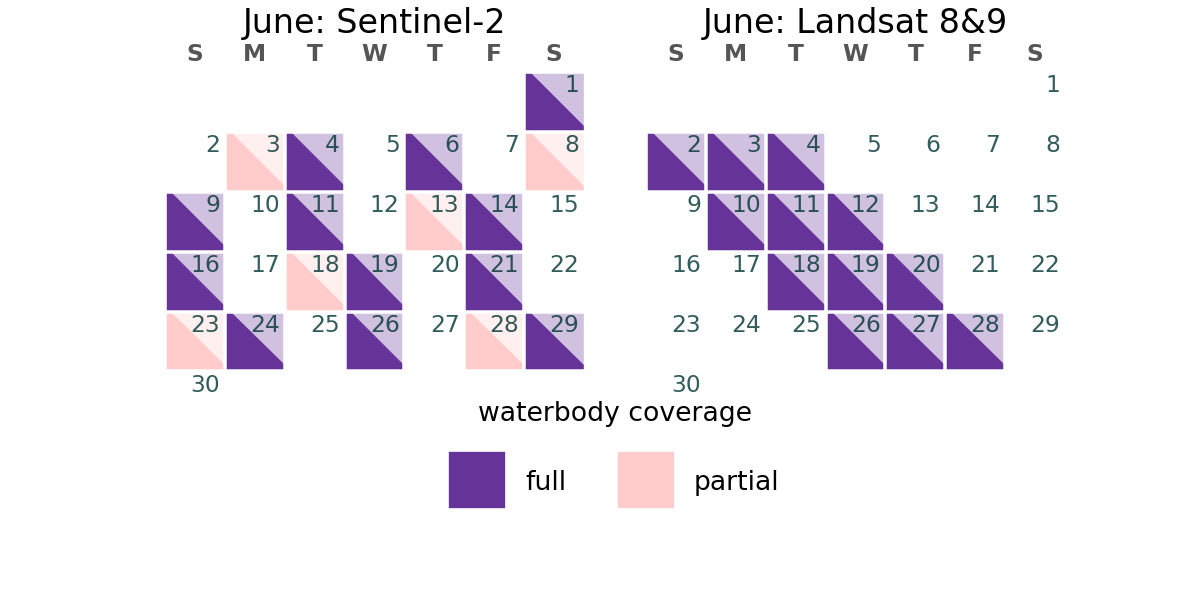 June: Sentinel-2
S M T W T F S
1
2 3 4 5 6 7 8
9 10 11 12 13 14 15
16 17 18 19 20 21 22
23 24 25 26 27 28 29
30
June: Landsat 8&9
S M T W T F S
1
2 3 4 5 6 7 8
9 10 11 12 13 14 15
16 17 18 19 20 21 22
23 24 25 26 27 28 29
30
waterbody coverage
full
partial